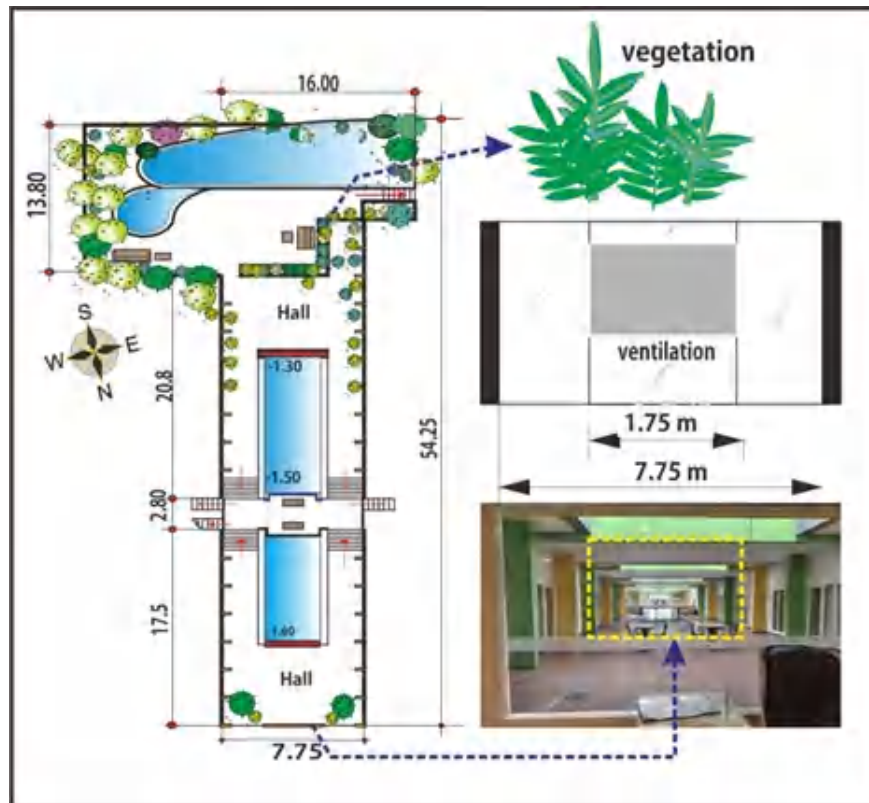 16.00
vegetation
13.80
S
W
E
N
Hall
-1.30
ventilation
20.8
54.25
1.75 m
-1.50
7.75 m
2.80
17.5
1.60
Hall
7.75